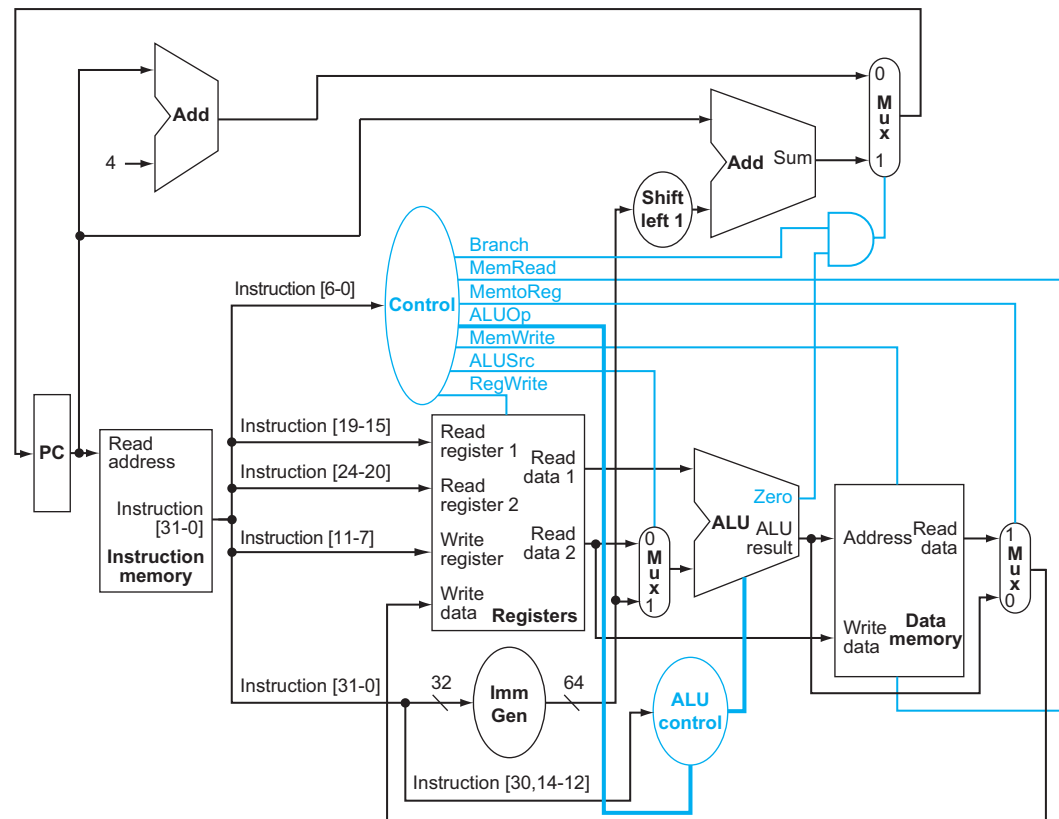 Add
4
Add
Sum
0
Mux
1
Shift
left 1
Branch
MemRead
MemtoReg
ALUOp
MemWrite
ALUSrc
RegWrite
Control
Instruction [6-0]
PC
Read
address
Instruction
[31-0]
Instruction
memory
Instruction [19-15]
Instruction [24-20]
Instruction [11-7]
Read
register 1
Read
register 2
Write
register
Write
data
Read
data 1
Read
data 2
Registers
0
Mux
1
Zero
ALU
ALU
result
Address
Read
data
Write
data
Data
memory
1
Mux
0
Instruction [31-0]
32
Imm
Gen
64
ALU
control
Instruction [30,14-12]